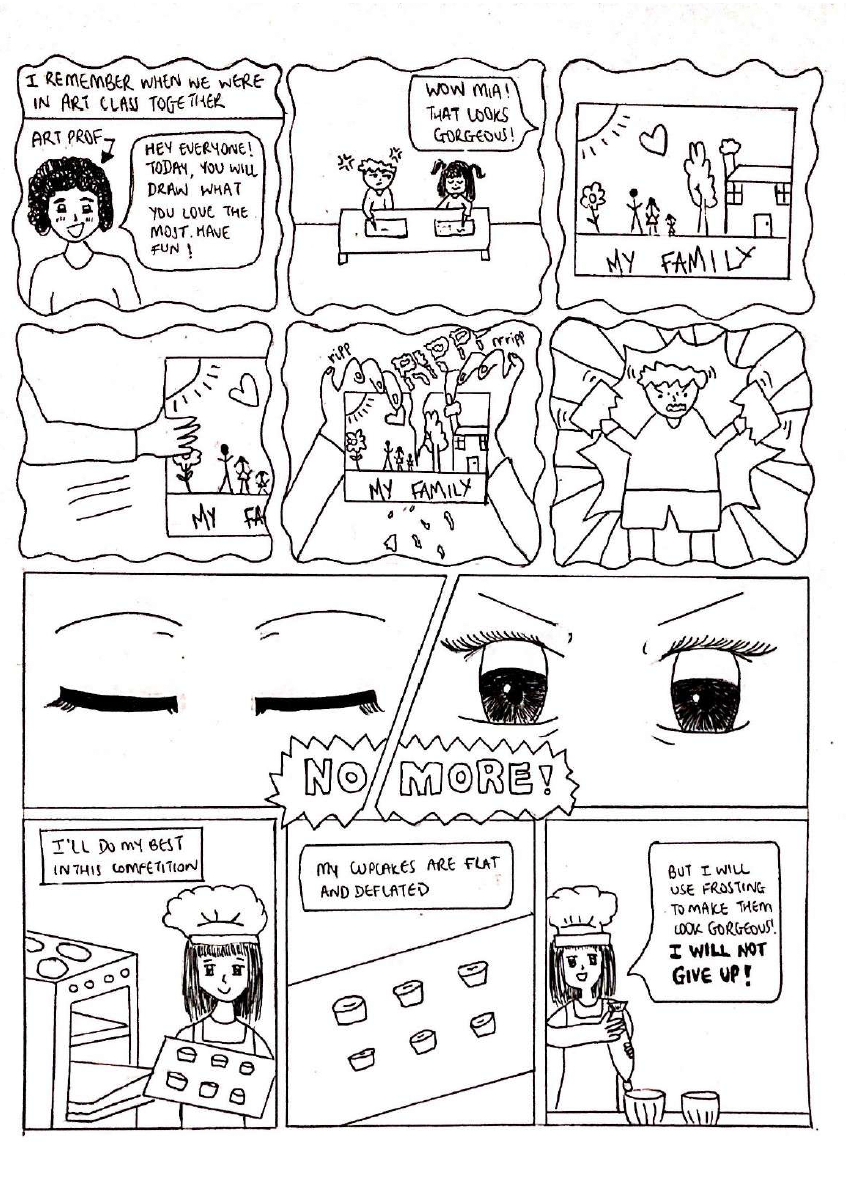 I REMEMBER WHEN WE WERE
IN ART CLASS TOGETHER
ART PROF
HEY EVERYONE!
TODAY, YOU WILL
DRAW WHAT
YOU LOVE THE
MOST. HAVE
FUN!
WOW MIA!
THAT LOOKS
GORGEOUS!
MY FAMILY
MY FA
ripp
RIPP
rrripp
MY FAMILY
NO MORE!
I'LL DO MY BEST
IN THIS COMPETITION
MY CUPCAKES ARE FLAT
AND DEFLATED
BUT I WILL
USE FROSTING
TO MAKE THEM
LOOK GORGEOUS!
I WILL NOT
GIVE UP!